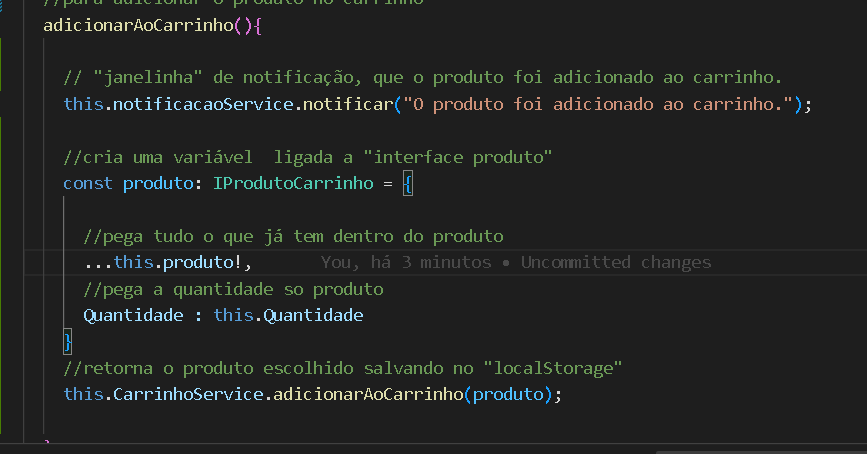 //para adicionar o produto no carrinho
adicionarAoCarrinho(){
// "janelinha" de notificação, que o produto foi adicionado ao carrinho.
this.notificacaoService.notificar("O produto foi adicionado ao carrinho.");
//cria uma variável  ligada a "interface produto"
const produto: IProdutoCarrinho = {
//pega tudo o que já tem dentro do produto
...this.produto!, You, há 3 minutos • Uncommitted changes
//pega a quantidade so produto
Quantidade : this.Quantidade
}
//retorna o produto escolhido salvando no "localStorage"
this.CarrinhoService.adicionarAoCarrinho(produto);